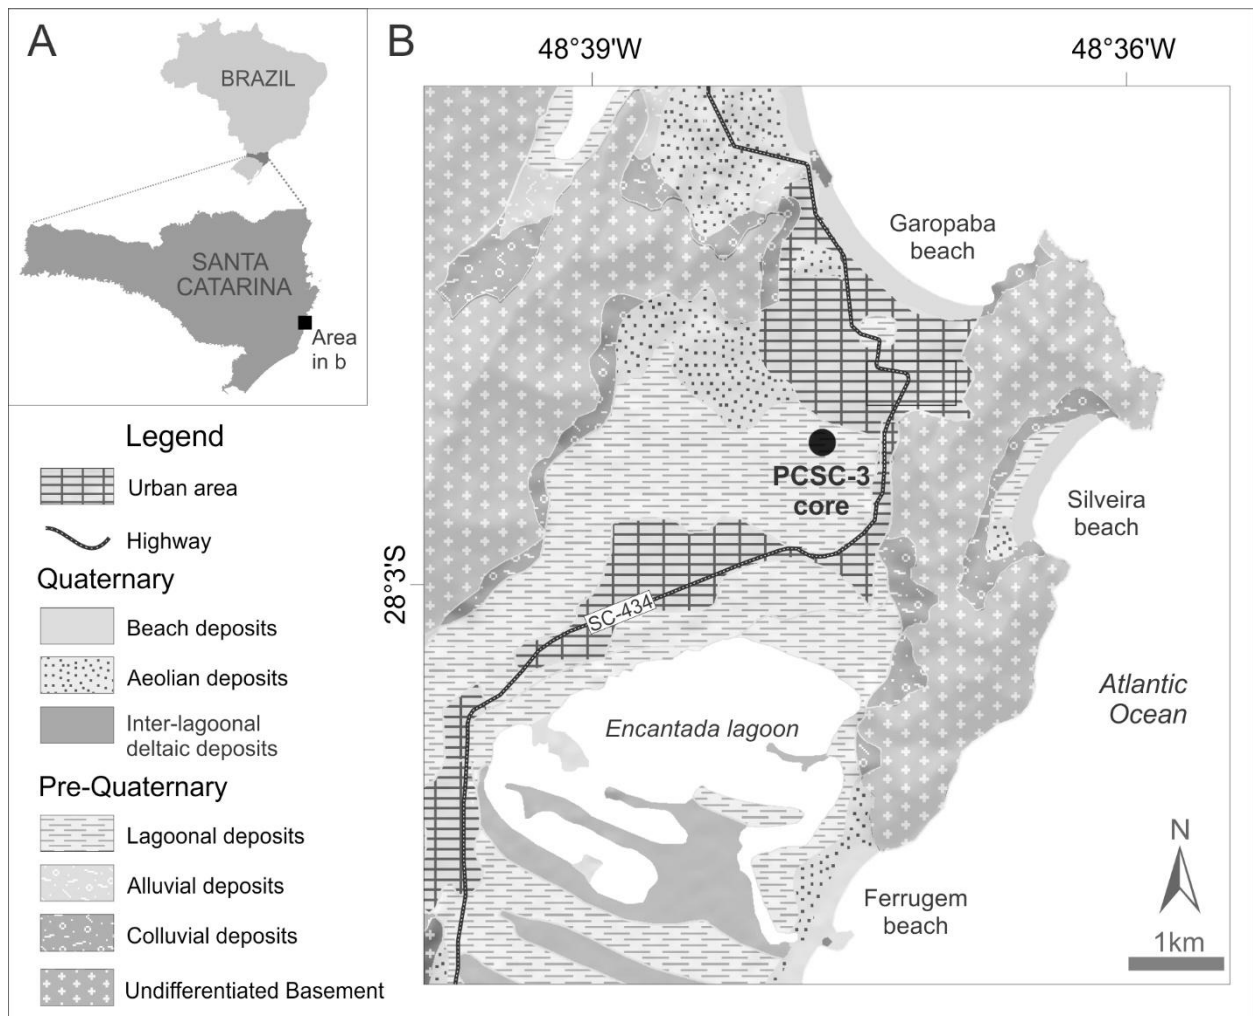 A
BRAZIL
SANTA
CATARINA
Area
in b
Legend
Urban area
Highway
Quaternary
Beach deposits
Aeolian deposits
Inter-lagoonal
deltaic deposits
Pre-Quaternary
Lagoonal deposits
Alluvial deposits
Colluvial deposits
Undifferentiated Basement
B
48°39'W
48°36'W
28°3'S
Garopaba
beach
PCSC-3
core
Silveira
beach
SC-434
Atlantic
Ocean
Encantada lagoon
Ferrugem
beach
N
1km